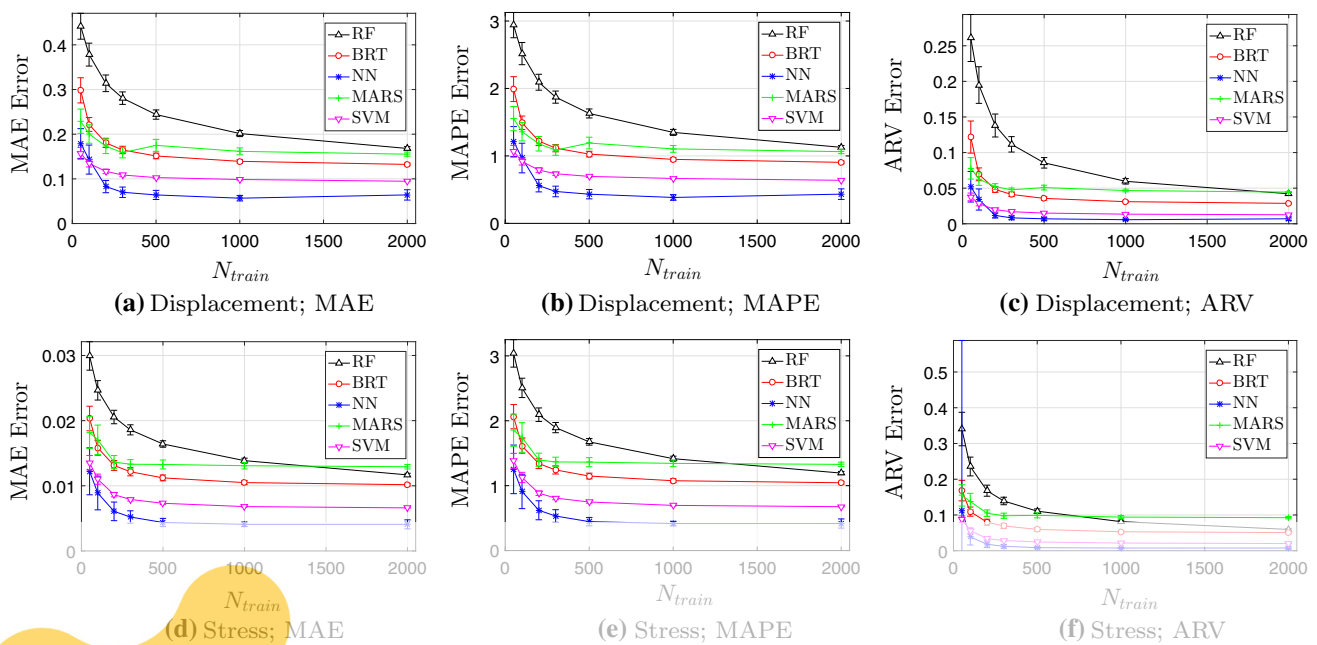 MAE Error
0.4
0.3
0.2
0.1
0
0 500 1000 1500 2000
N_train
RF
BRT
NN
MARS
SVM
(a) Displacement; MAE
MAPE Error
3
2
1
0
0 500 1000 1500 2000
N_train
RF
BRT
NN
MARS
SVM
(b) Displacement; MAPE
ARV Error
0.25
0.2
0.15
0.1
0.05
0
0 500 1000 1500 2000
N_train
RF
BRT
NN
MARS
SVM
(c) Displacement; ARV
MAE Error
0.03
0.02
0.01
0
0 500 1000 1500 2000
N_train
RF
BRT
NN
MARS
SVM
(d) Stress; MAE
MAPE Error
3
2
1
0
0 500 1000 1500 2000
N_train
RF
BRT
NN
MARS
SVM
(e) Stress; MAPE
ARV Error
0.5
0.4
0.3
0.2
0.1
0
0 500 1000 1500 2000
N_train
RF
BRT
NN
MARS
SVM
(f) Stress; ARV